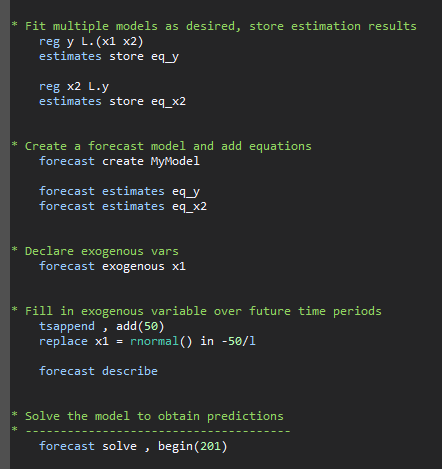 * Fit multiple models as desired, store estimation results
reg y L.(x1 x2)
estimates store eq_y
reg x2 L.y
estimates store eq_x2
* Create a forecast model and add equations
forecast create MyModel
forecast estimates eq_y
forecast estimates eq_x2
* Declare exogenous vars
forecast exogenous x1
* Fill in exogenous variable over future time periods
tsappend , add(50)
replace x1 = rnormal() in -50/l
forecast describe
* Solve the model to obtain predictions
* --------------------------------------
forecast solve , begin(201)